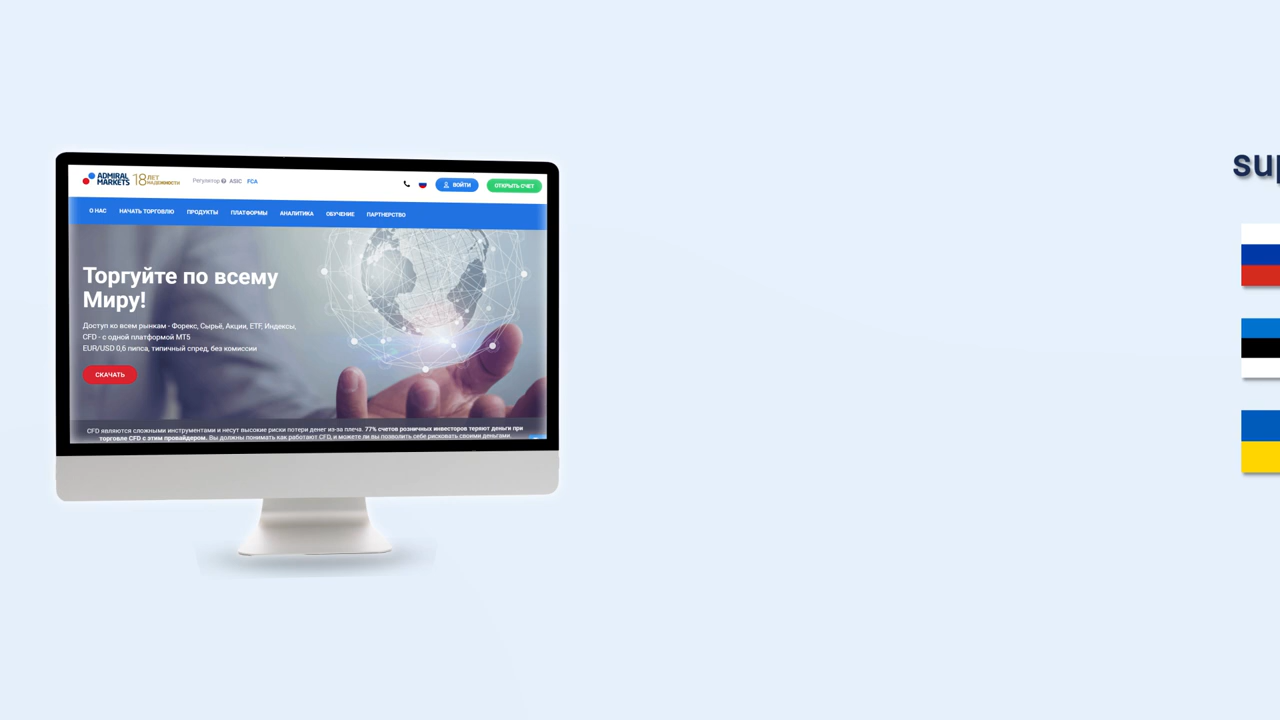 ADMIRAL
MARKETS
18 ЛЕТ
НАДЕЖНОСТИ
Регулятор ASIC FCA
ВОЙТИ
ОТКРЫТЬ СЧЕТ
О НАС НАЧАТЬ ТОРГОВЛЮ ПРОДУКТЫ ПЛАТФОРМЫ АНАЛИТИКА ОБУЧЕНИЕ ПАРТНЕРСТВО
Торгуйте по всему
Миру!
Доступ ко всем рынкам - Форекс, Сырьё, Акции, ETF, Индексы,
CFD - с одной платформой MT5
EUR/USD 0,6 пипса, типичный спред, без комиссии
СКАЧАТЬ
CFD являются сложными инструментами и несут высокие риски потери денег из-за плеча. 77% счетов розничных инвесторов теряют деньги при
торговле CFD с этим провайдером. Вы должны понимать как работают CFD, и можете ли вы позволить себе рисковать своими деньгами.